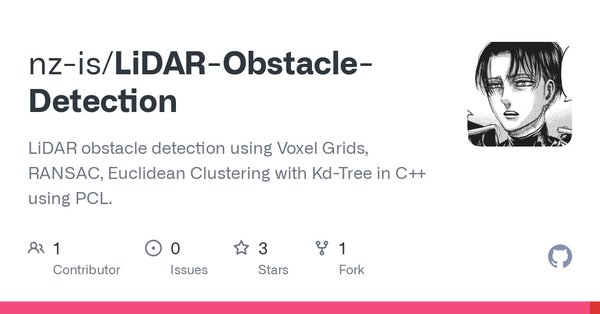 nz-is/LiDAR-Obstacle-
Detection
LiDAR obstacle detection using Voxel Grids,
RANSAC, Euclidean Clustering with Kd-Tree in C++
using PCL.
1
Contributor
0
Issues
3
Stars
1
Fork